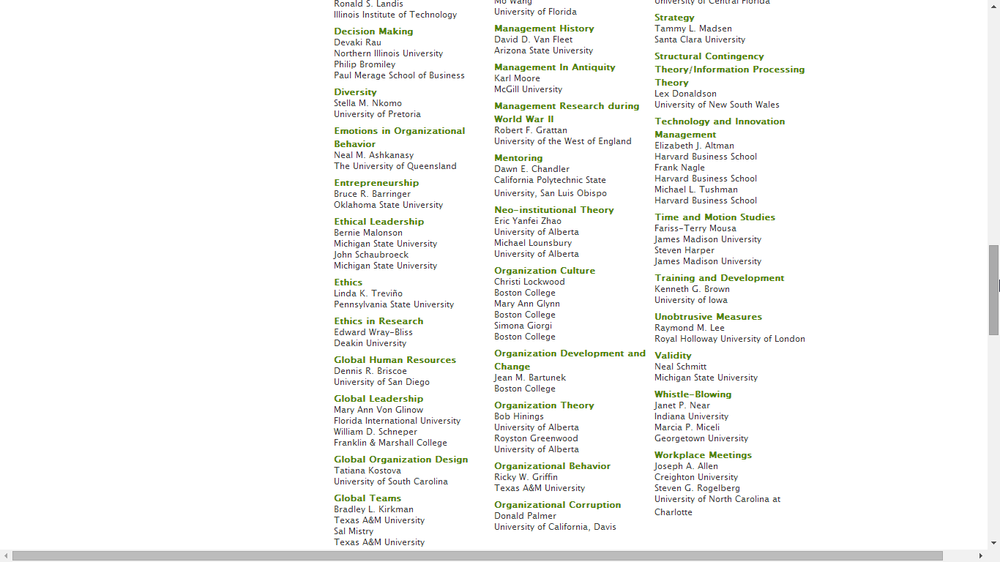 Ronald S. Landis
Illinois Institute of Technology
Decision Making
Devaki Rau
Northern Illinois University
Philip Bromiley
Paul Merage School of Business
Diversity
Stella M. Nkomo
University of Pretoria
Emotions in Organizational
Behavior
Neal M. Ashkanasy
The University of Queensland
Entrepreneurship
Bruce R. Barringer
Oklahoma State University
Ethical Leadership
Bernie Malonson
Michigan State University
John Schaubroeck
Michigan State University
Ethics
Linda K. Treviño
Pennsylvania State University
Ethics in Research
Edward Wray-Bliss
Deakin University
Global Human Resources
Dennis R. Briscoe
University of San Diego
Global Leadership
Mary Ann Von Glinow
Florida International University
William D. Schneper
Franklin & Marshall College
Global Organization Design
Tatiana Kostova
University of South Carolina
Global Teams
Bradley L. Kirkman
Texas A&M University
Sal Mistry
Texas A&M University
Mo Wang
University of Florida
Management History
David D. Van Fleet
Arizona State University
Management In Antiquity
Karl Moore
McGill University
Management Research during
World War II
Robert F. Grattan
University of the West of England
Mentoring
Dawn E. Chandler
California Polytechnic State
University, San Luis Obispo
Neo-institutional Theory
Eric Yanfei Zhao
University of Alberta
Michael Lounsbury
University of Alberta
Organization Culture
Christi Lockwood
Boston College
Mary Ann Glynn
Boston College
Simona Giorgi
Boston College
Organization Development and
Change
Jean M. Bartunek
Boston College
Organization Theory
Bob Hinings
University of Alberta
Royston Greenwood
University of Alberta
Organizational Behavior
Ricky W. Griffin
Texas A&M University
Organizational Corruption
Donald Palmer
University of California, Davis
University of Central Florida
Strategy
Tammy L. Madsen
Santa Clara University
Structural Contingency
Theory/Information Processing
Theory
Lex Donaldson
University of New South Wales
Technology and Innovation
Management
Elizabeth J. Altman
Harvard Business School
Frank Nagle
Harvard Business School
Michael L. Tushman
Harvard Business School
Time and Motion Studies
Fariss-Terry Mousa
James Madison University
Steven Harper
James Madison University
Training and Development
Kenneth G. Brown
University of Iowa
Unobtrusive Measures
Raymond M. Lee
Royal Holloway University of London
Validity
Neal Schmitt
Michigan State University
Whistle-Blowing
Janet P. Near
Indiana University
Marcia P. Miceli
Georgetown University
Workplace Meetings
Joseph A. Allen
Creighton University
Steven G. Rogelberg
University of North Carolina at
Charlotte